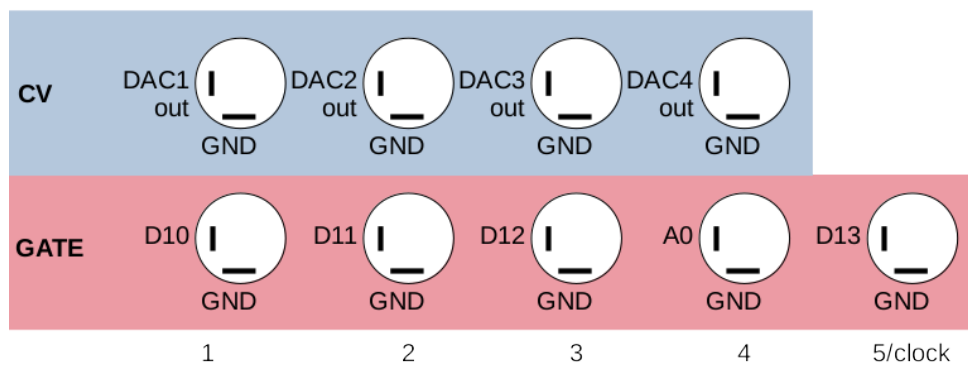 CV
DAC1 out
DAC2 out
DAC3 out
DAC4 out
GND GND GND GND
GATE
D10 D11 D12 A0 D13
GND GND GND GND GND
1 2 3 4 5/clock